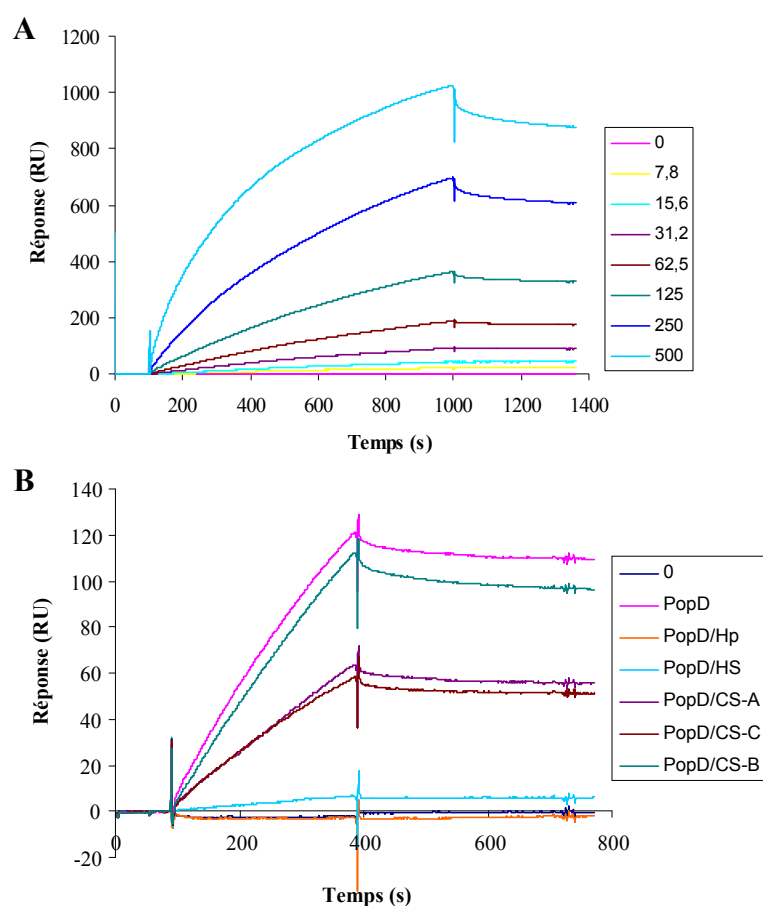 A
1200
1000
800
600
400
200
0
Réponse (RU)
0 200 400 600 800 1000 1200 1400
Temps (s)
0
7,8
15,6
31,2
62,5
125
250
500
B
140
120
100
80
60
40
20
0
-20
Réponse (RU)
200 400 600 800
Temps (s)
0
PopD
PopD/Hp
PopD/HS
PopD/CS-A
PopD/CS-C
PopD/CS-B